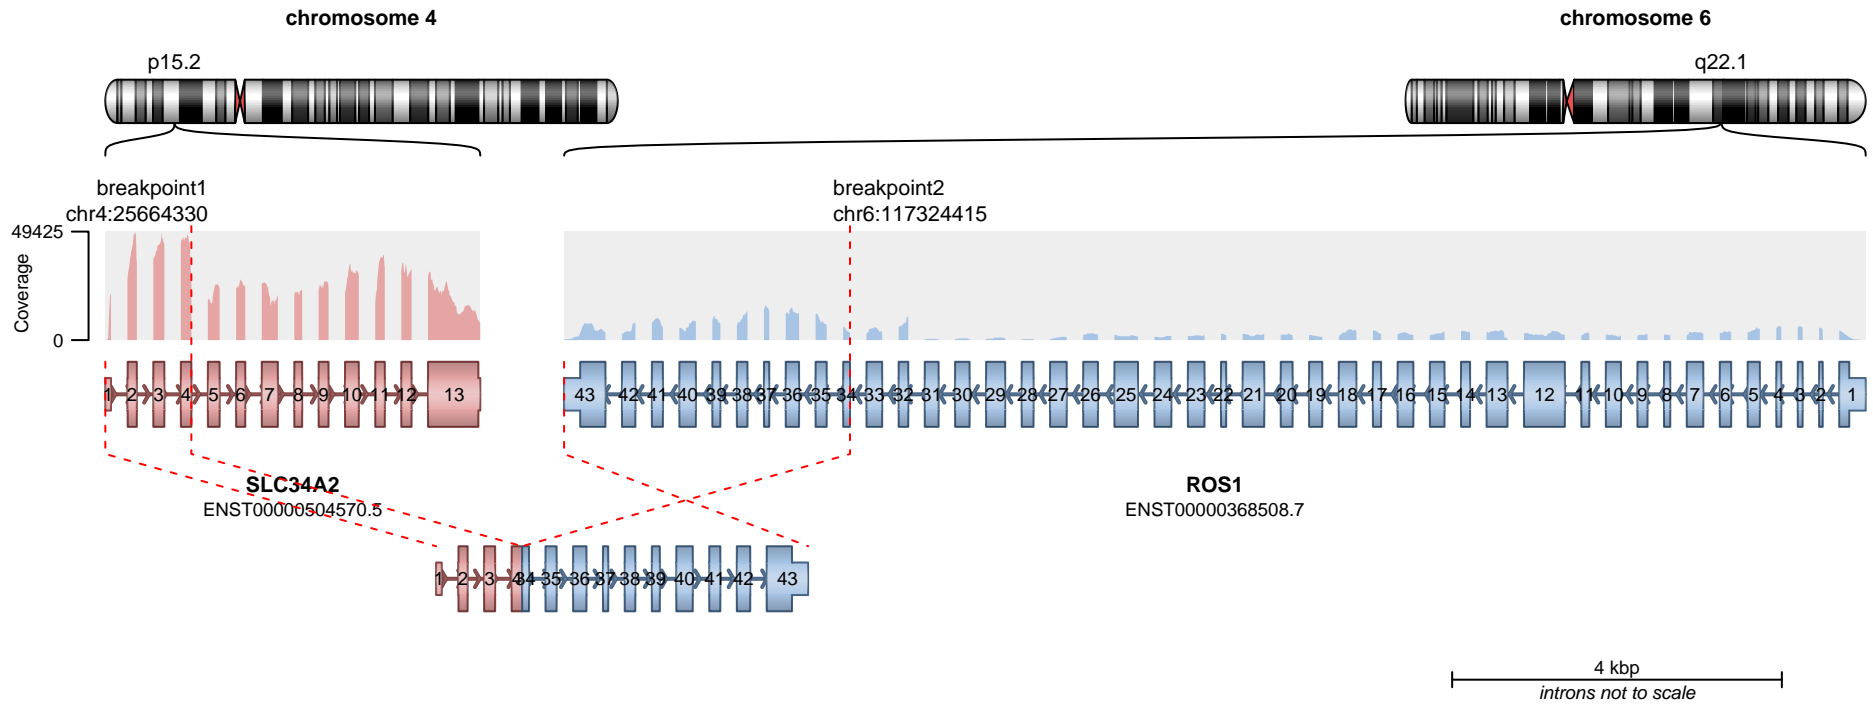 chromosome 4
chromosome 6
p15.2
q22.1
breakpoint1
chr4:25664330
breakpoint2
chr6:117324415
49425
Coverage
0
1 2 3 4 5 6 7 8 9 10 11 12 13
43 42 41 40 39 38 37 36 35 34 33 32 31 30 29 28 27 26 25 24 23 22 21 20 19 18 17 16 15 14 13 12 11 10 9 8 7 6 5 4 3 2 1
SLC34A2
ENST00000504570.5
ROS1
ENST00000368508.7
1 2 3 4 34 35 36 37 38 39 40 41 42 43
4 kbp
introns not to scale